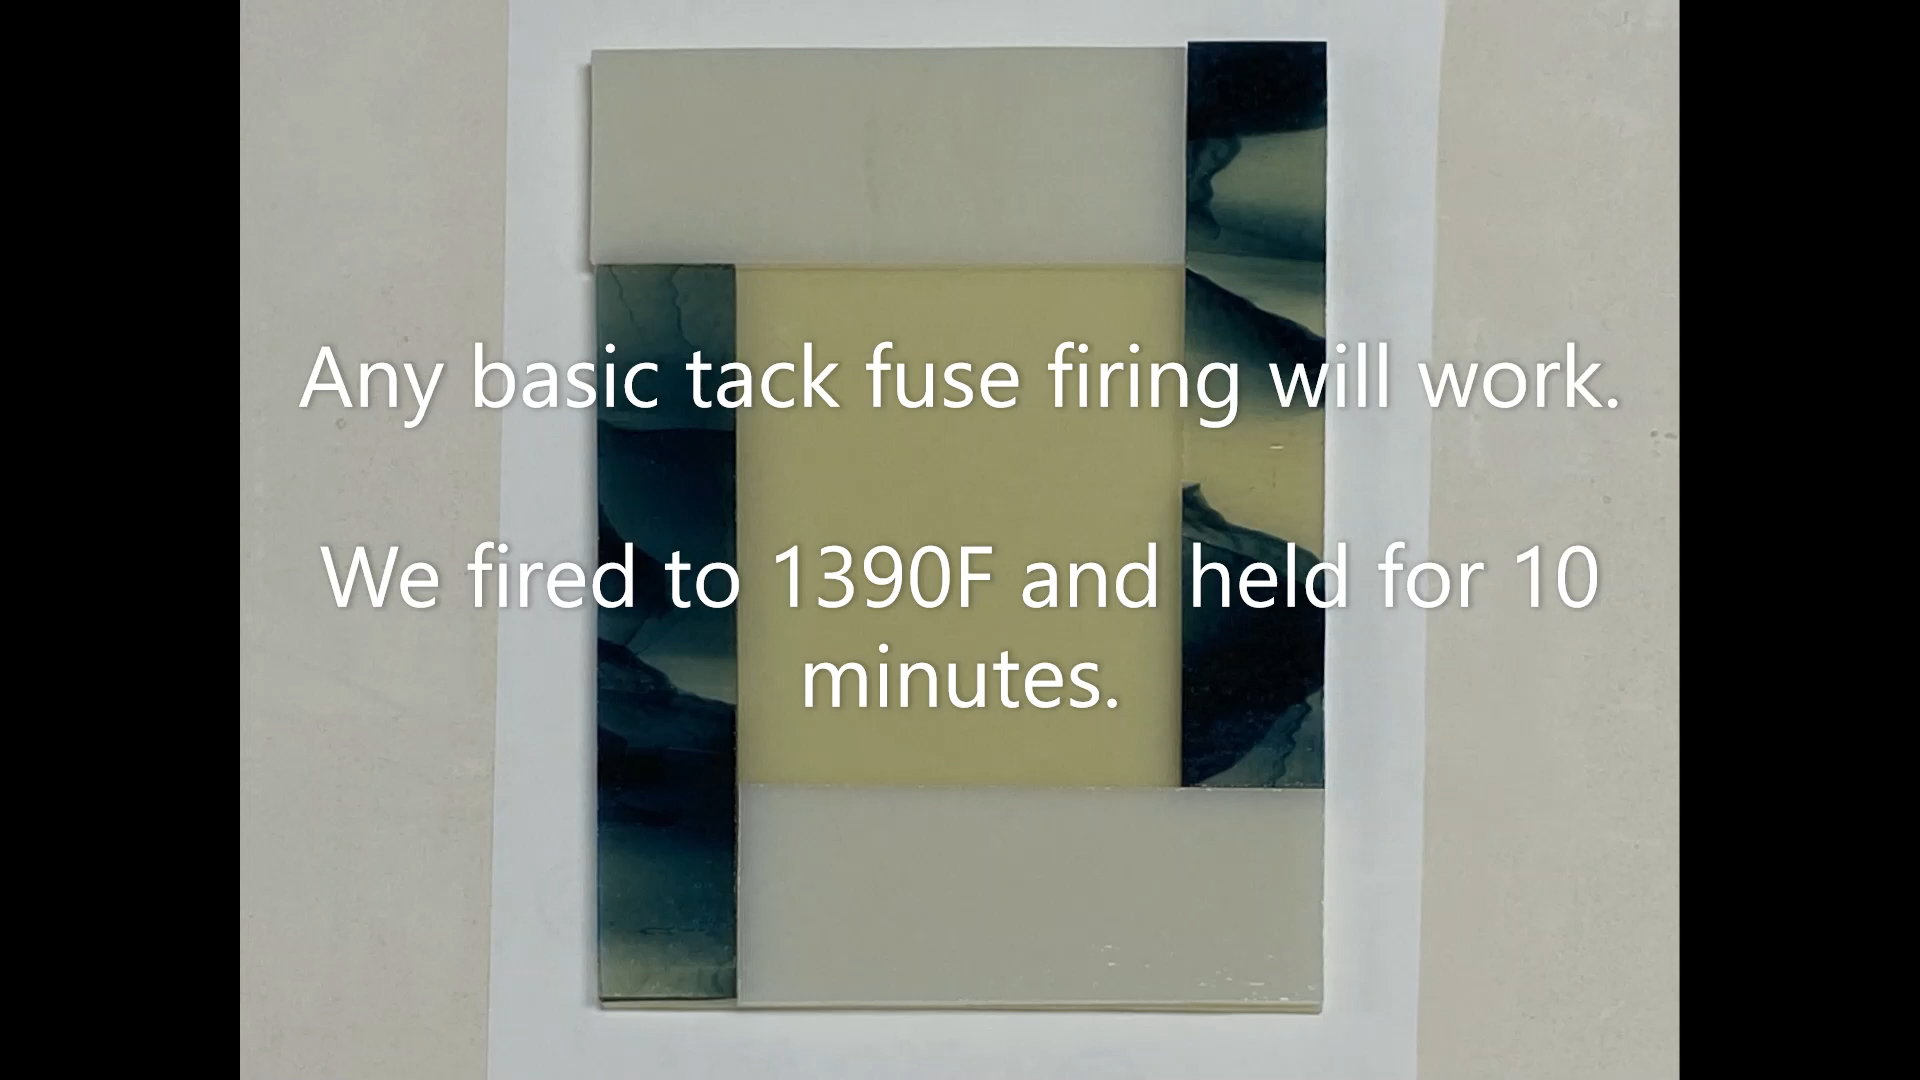 Any basic tack fuse firing will work.
We fired to 1390F and held for 10
minutes.